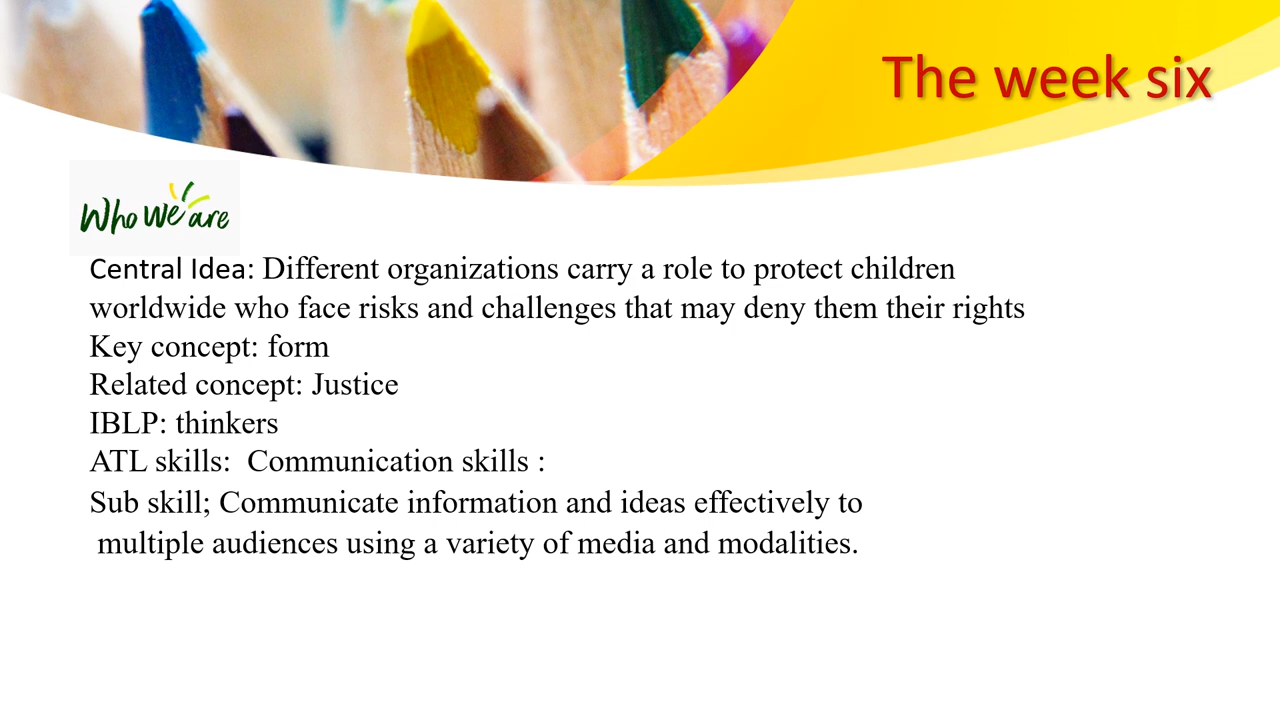 The week six
Who we are
Central Idea: Different organizations carry a role to protect children
worldwide who face risks and challenges that may deny them their rights
Key concept: form
Related concept: Justice
IBLP: thinkers
ATL skills:  Communication skills :
Sub skill; Communicate information and ideas effectively to
multiple audiences using a variety of media and modalities.